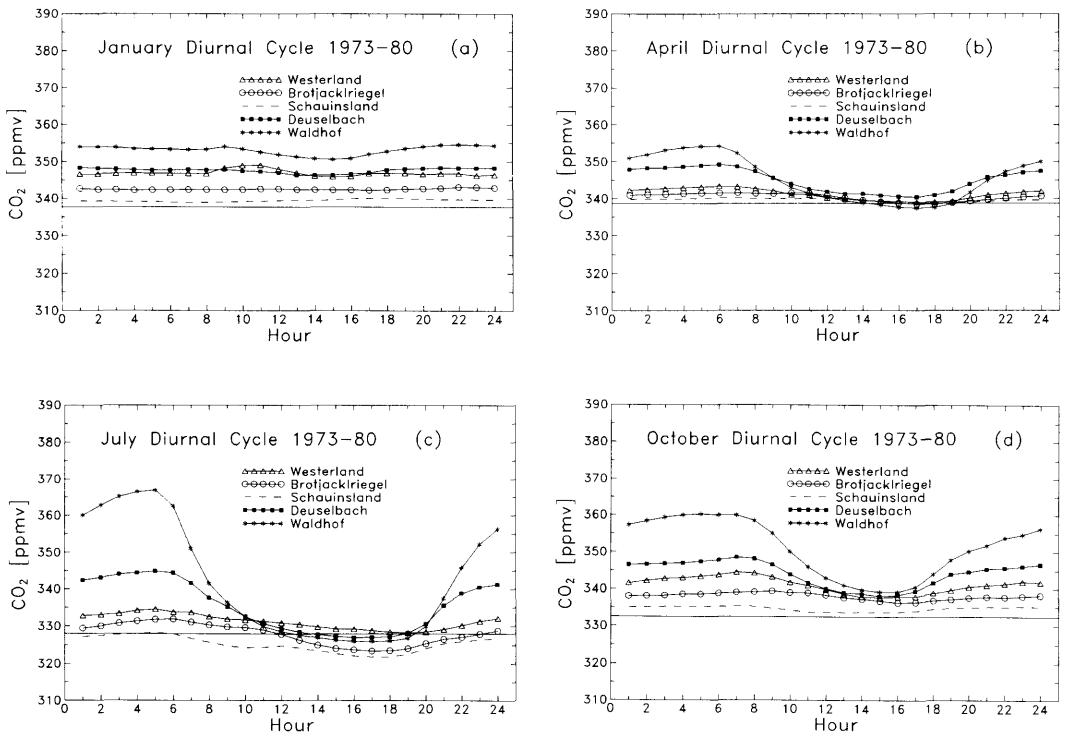 January Diurnal Cycle 1973-80 (a)
Westerland
Brotjacklriegel
Schauinsland
Deuselbach
Waldhof
CO2 [ppmv]
390
380
370
360
350
340
330
320
310
0 2 4 6 8 10 12 14 16 18 20 22 24
Hour
April Diurnal Cycle 1973-80 (b)
Westerland
Brotjacklriegel
Schauinsland
Deuselbach
Waldhof
CO2 [ppmv]
390
380
370
360
350
340
330
320
310
0 2 4 6 8 10 12 14 16 18 20 22 24
Hour
July Diurnal Cycle 1973-80 (c)
Westerland
Brotjacklriegel
Schauinsland
Deuselbach
Waldhof
CO2 [ppmv]
390
380
370
360
350
340
330
320
310
0 2 4 6 8 10 12 14 16 18 20 22 24
Hour
October Diurnal Cycle 1973-80 (d)
Westerland
Brotjacklriegel
Schauinsland
Deuselbach
Waldhof
CO2 [ppmv]
390
380
370
360
350
340
330
320
310
0 2 4 6 8 10 12 14 16 18 20 22 24
Hour